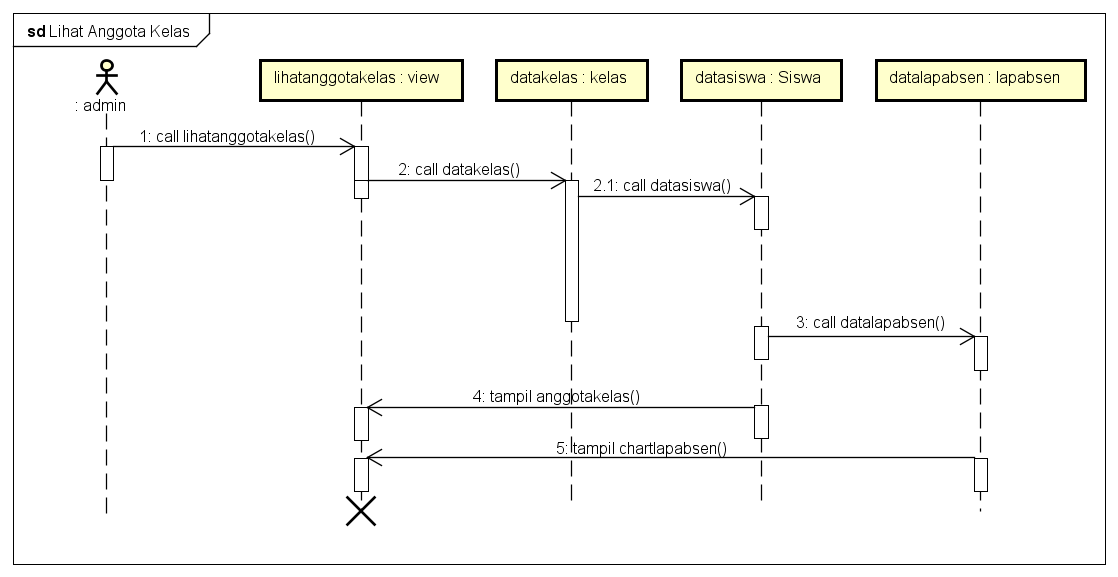 sd Lihat Anggota Kelas
: admin
lihatanggotakelas : view
datakelas : kelas
datasiswa : Siswa
datalapabsen : lapabsen
1: call lihatanggotakelas()
2: call datakelas()
2.1: call datasiswa()
3: call datalapabsen()
4: tampil anggotakelas()
5: tampil chartlapabsen()